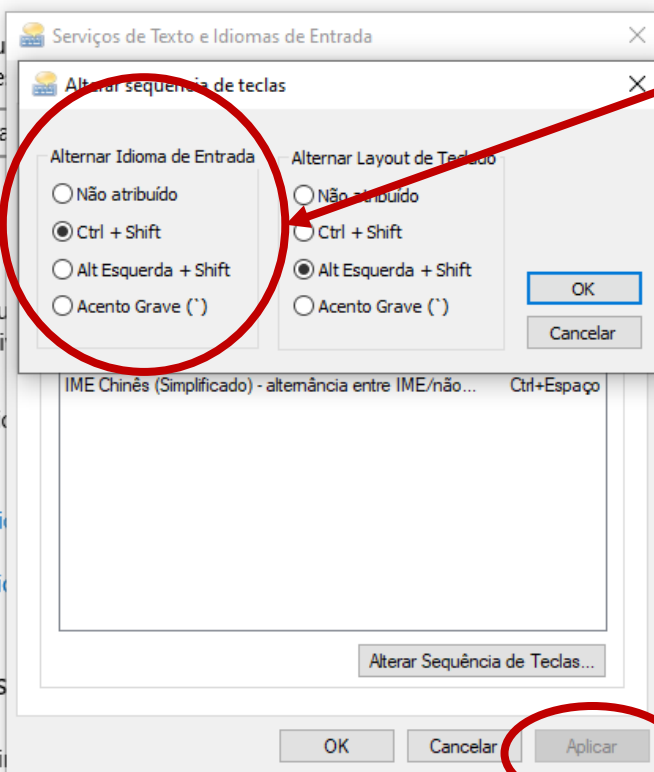 Serviços de Texto e Idiomas de Entrada
Alterar sequência de teclas
Alternar Idioma de Entrada
Não atribuído
Ctrl + Shift
Alt Esquerda + Shift
Acento Grave (`)
Alternar Layout de Teclado
Não atribuído
Ctrl + Shift
Alt Esquerda + Shift
Acento Grave (`)
OK
Cancelar
IME Chinês (Simplificado) - alternância entre IME/não... Ctrl+Espaço
Alterar Sequência de Teclas...
OK Cancelar Aplicar